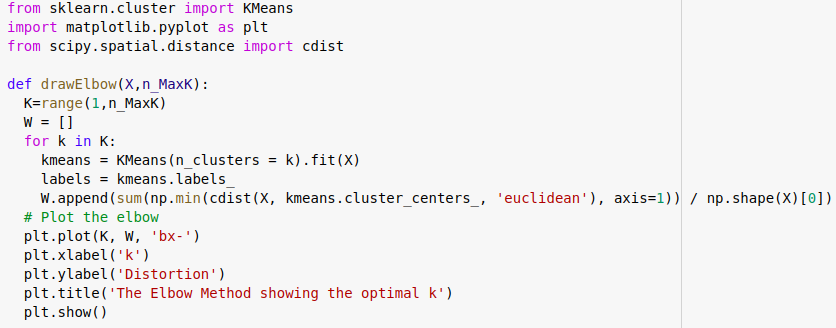 from sklearn.cluster import KMeans
import matplotlib.pyplot as plt
from scipy.spatial.distance import cdist

def drawElbow(X,n_MaxK):
  K=range(1,n_MaxK)
  W = []
  for k in K:
    kmeans = KMeans(n_clusters = k).fit(X)
    labels = kmeans.labels_
    W.append(sum(np.min(cdist(X, kmeans.cluster_centers_, 'euclidean'), axis=1)) / np.shape(X)[0])
  # Plot the elbow
  plt.plot(K, W, 'bx-')
  plt.xlabel('k')
  plt.ylabel('Distortion')
  plt.title('The Elbow Method showing the optimal k')
  plt.show()